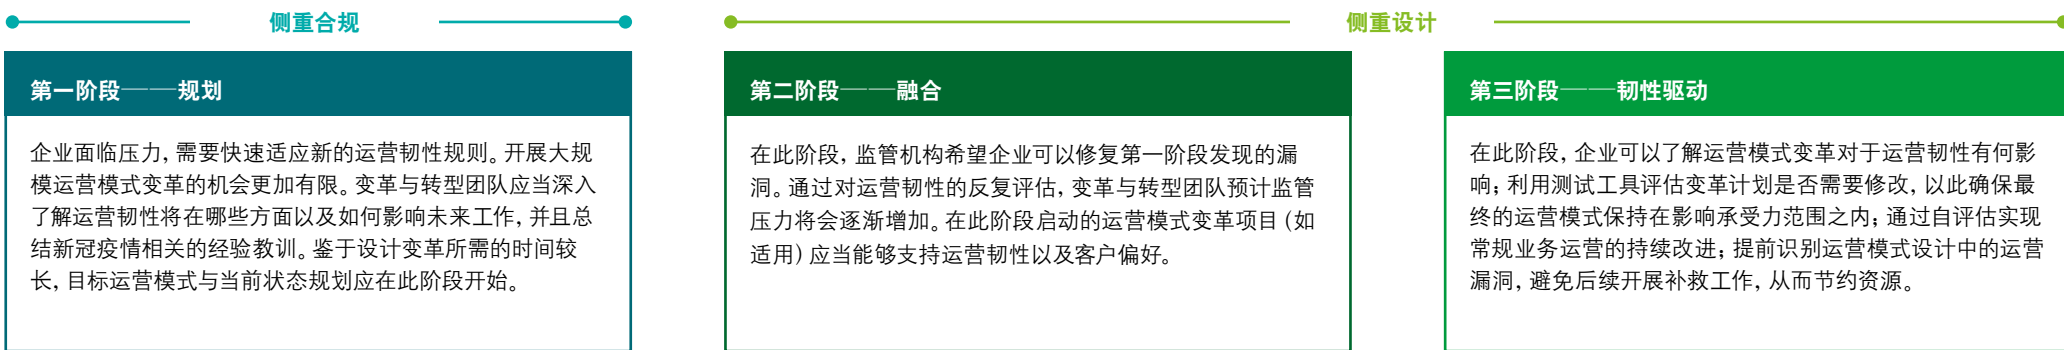 侧重合规
侧重设计
第一阶段——规划
企业面临压力，需要快速适应新的运营韧性规则。开展大规
模运营模式变革的机会更加有限。变革与转型团队应当深入
了解运营韧性将在哪些方面以及如何影响未来工作，并且总
结新冠疫情相关的经验教训。鉴于设计变革所需的时间较
长，目标运营模式与当前状态规划应在此阶段开始。
第二阶段——融合
在此阶段，监管机构希望企业可以修复第一阶段发现的漏
洞。通过对运营韧性的反复评估，变革与转型团队预计监管
压力将会逐渐增加。在此阶段启动的运营模式变革项目（如
适用）应当能够支持运营韧性以及客户偏好。
第三阶段——韧性驱动
在此阶段，企业可以了解运营模式变革对于运营韧性有何影
响；利用测试工具评估变革计划是否需要修改，以此确保最
终的运营模式保持在影响承受力范围之内；通过自评估实现
常规业务运营的持续改进；提前识别运营模式设计中的运营
漏洞，避免后续开展补救工作，从而节约资源。